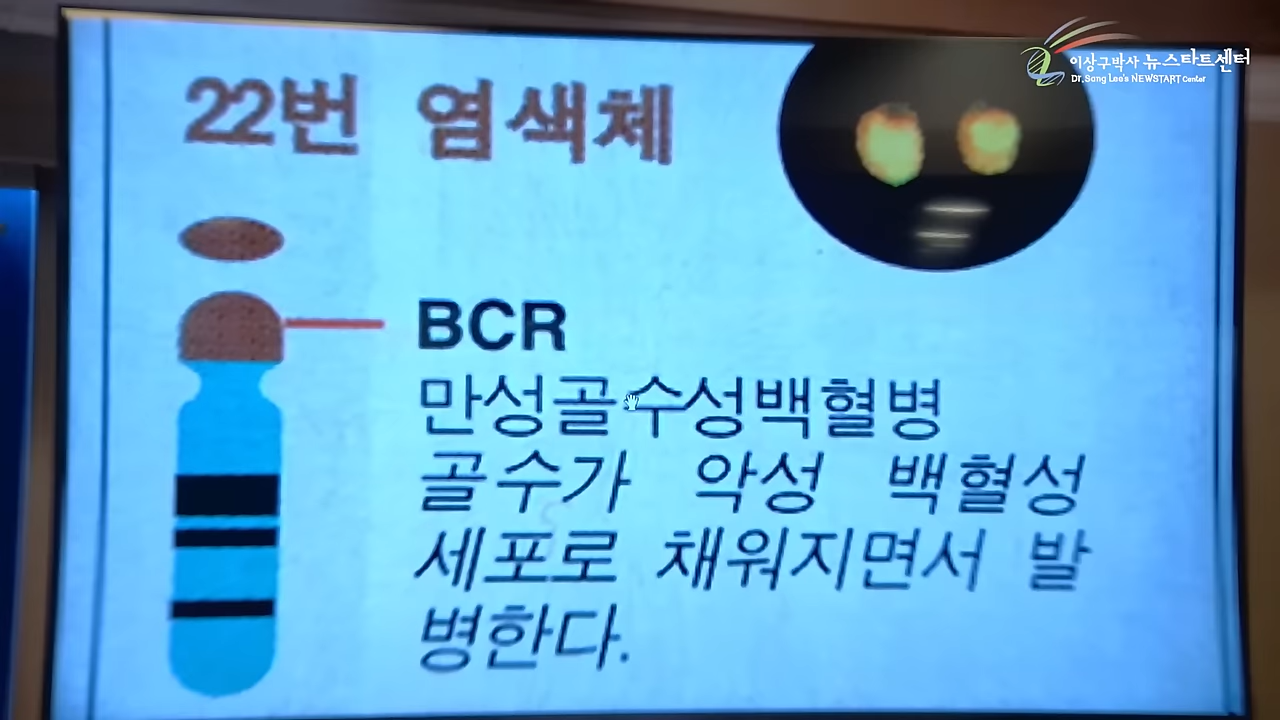 이상구박사 뉴스타트센터
Dr. Sang Lee's NEWSTART Center
22번 염색체
BCR
만성골수성백혈병
골수가 악성 백혈성
세포로 채워지면서 발
병한다.